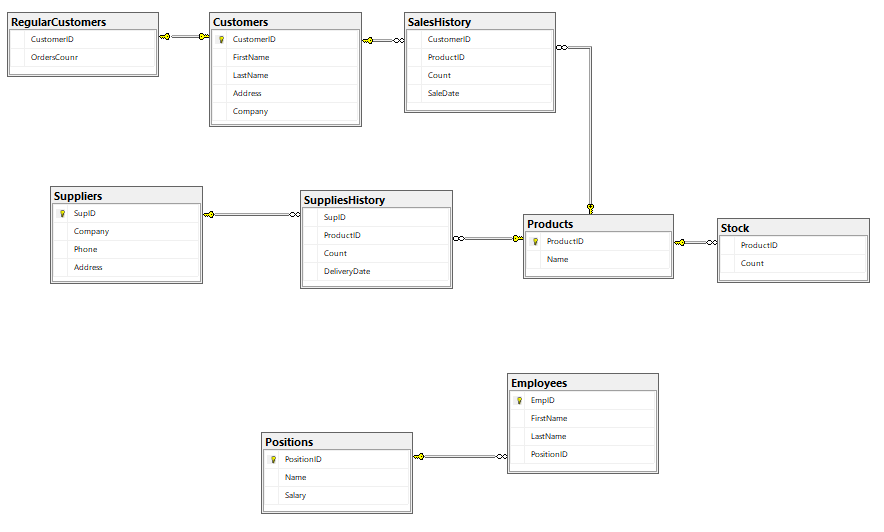 RegularCustomers
CustomerID
OrdersCounr
Customers
CustomerID
FirstName
LastName
Address
Company
SalesHistory
CustomerID
ProductID
Count
SaleDate
Suppliers
SupID
Company
Phone
Address
SuppliesHistory
SupID
ProductID
Count
DeliveryDate
Products
ProductID
Name
Stock
ProductID
Count
Employees
EmpID
FirstName
LastName
PositionID
Positions
PositionID
Name
Salary